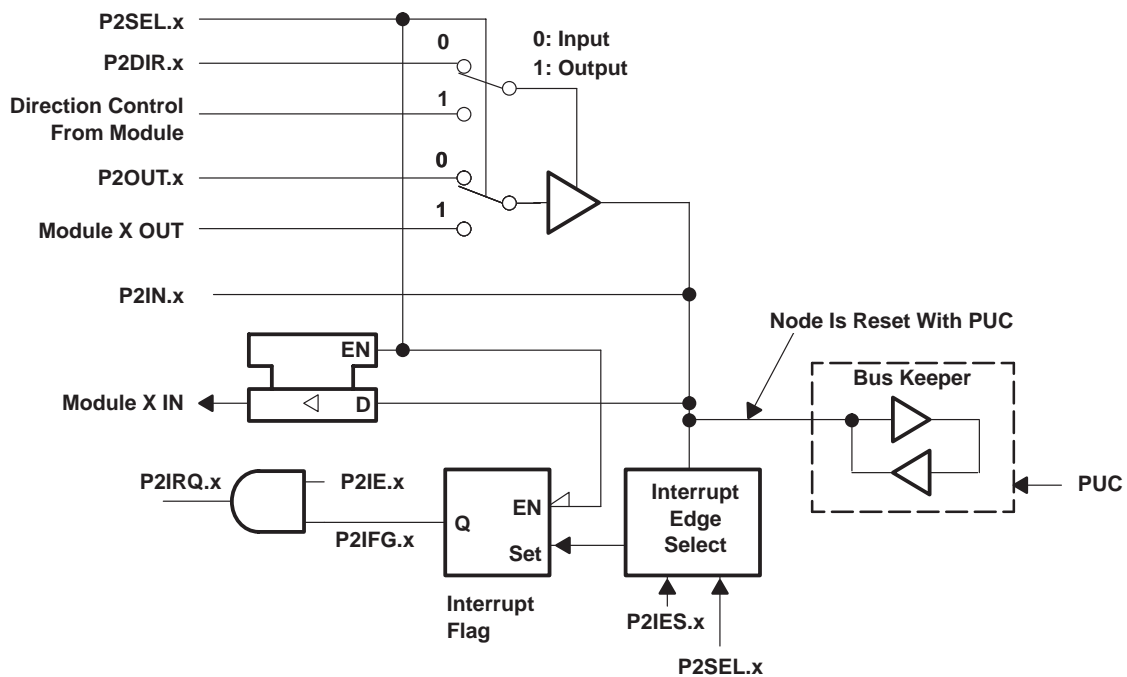 P2SEL.x
0
0: Input
1: Output
P2DIR.x
1
Direction Control
From Module
0
P2OUT.x
1
Module X OUT
P2IN.x
Node Is Reset With PUC
EN
Bus Keeper
Module X IN
D
P2IRQ.x
P2IE.x
PUC
Interrupt
Edge
Select
EN
Q
P2IFG.x
Set
Interrupt
Flag
P2IES.x
P2SEL.x